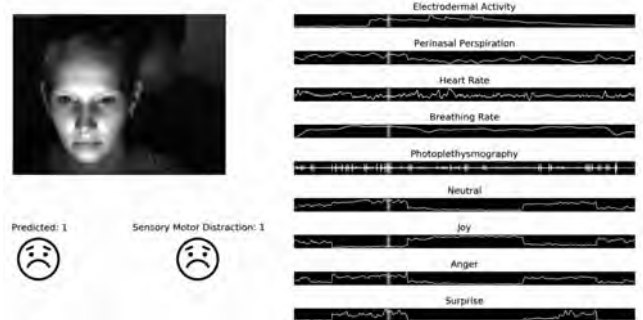 Electrodermal Activity
Perinasal Perspiration
Heart Rate
Breathing Rate
Photoplethysmography
Neutral
Joy
Anger
Surprise
Predicted: 1
Sensory Motor Distraction: 1